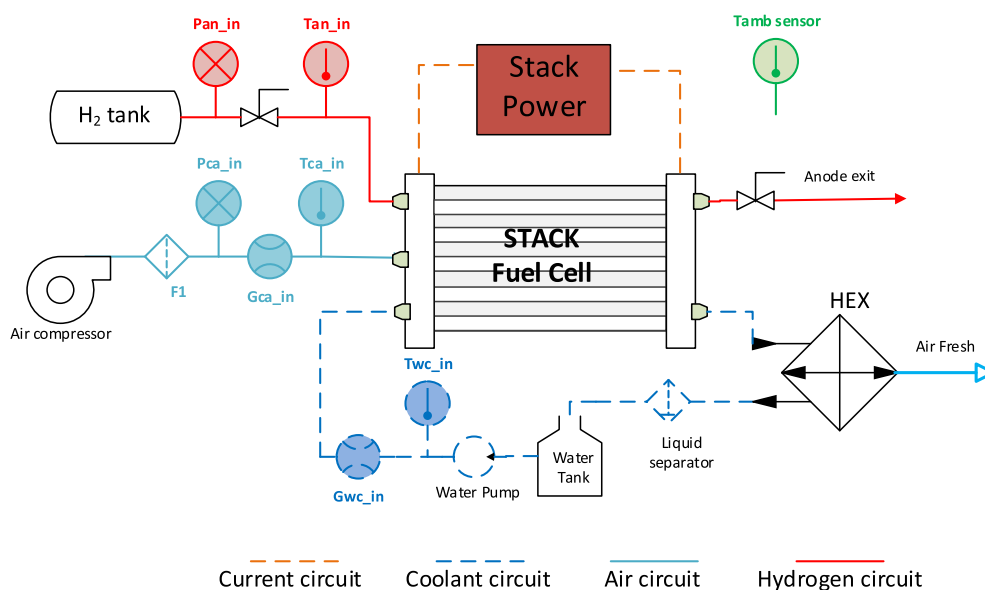 Pan_in
Tan_in
Tamb sensor
H2 tank
Stack
Power
Pca_in
Tca_in
Anode exit
STACK
Fuel Cell
F1
Gca_in
Air compressor
HEX
Air Fresh
Twc_in
Liquid
separator
Water
Tank
Water Pump
Gwc_in
Current circuit
Coolant circuit
Air circuit
Hydrogen circuit